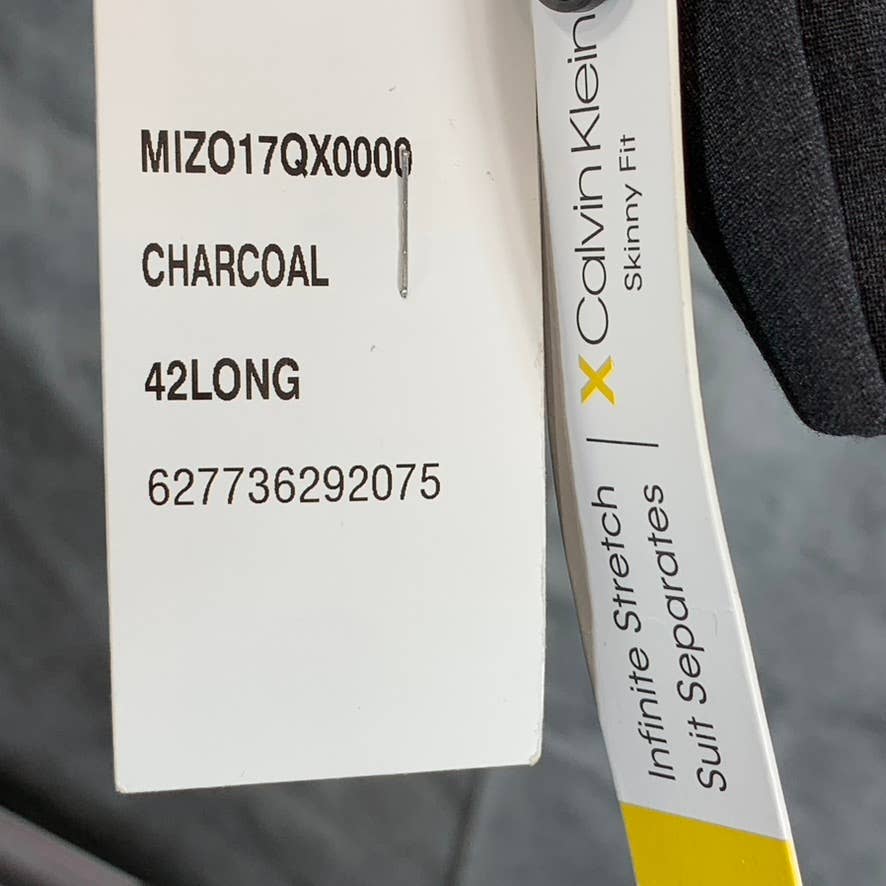 MIZO17QX0000
CHARCOAL
42LONG
627736292075
X Calvin Klein
Skinny Fit
Infinite Stretch
Suit Separates